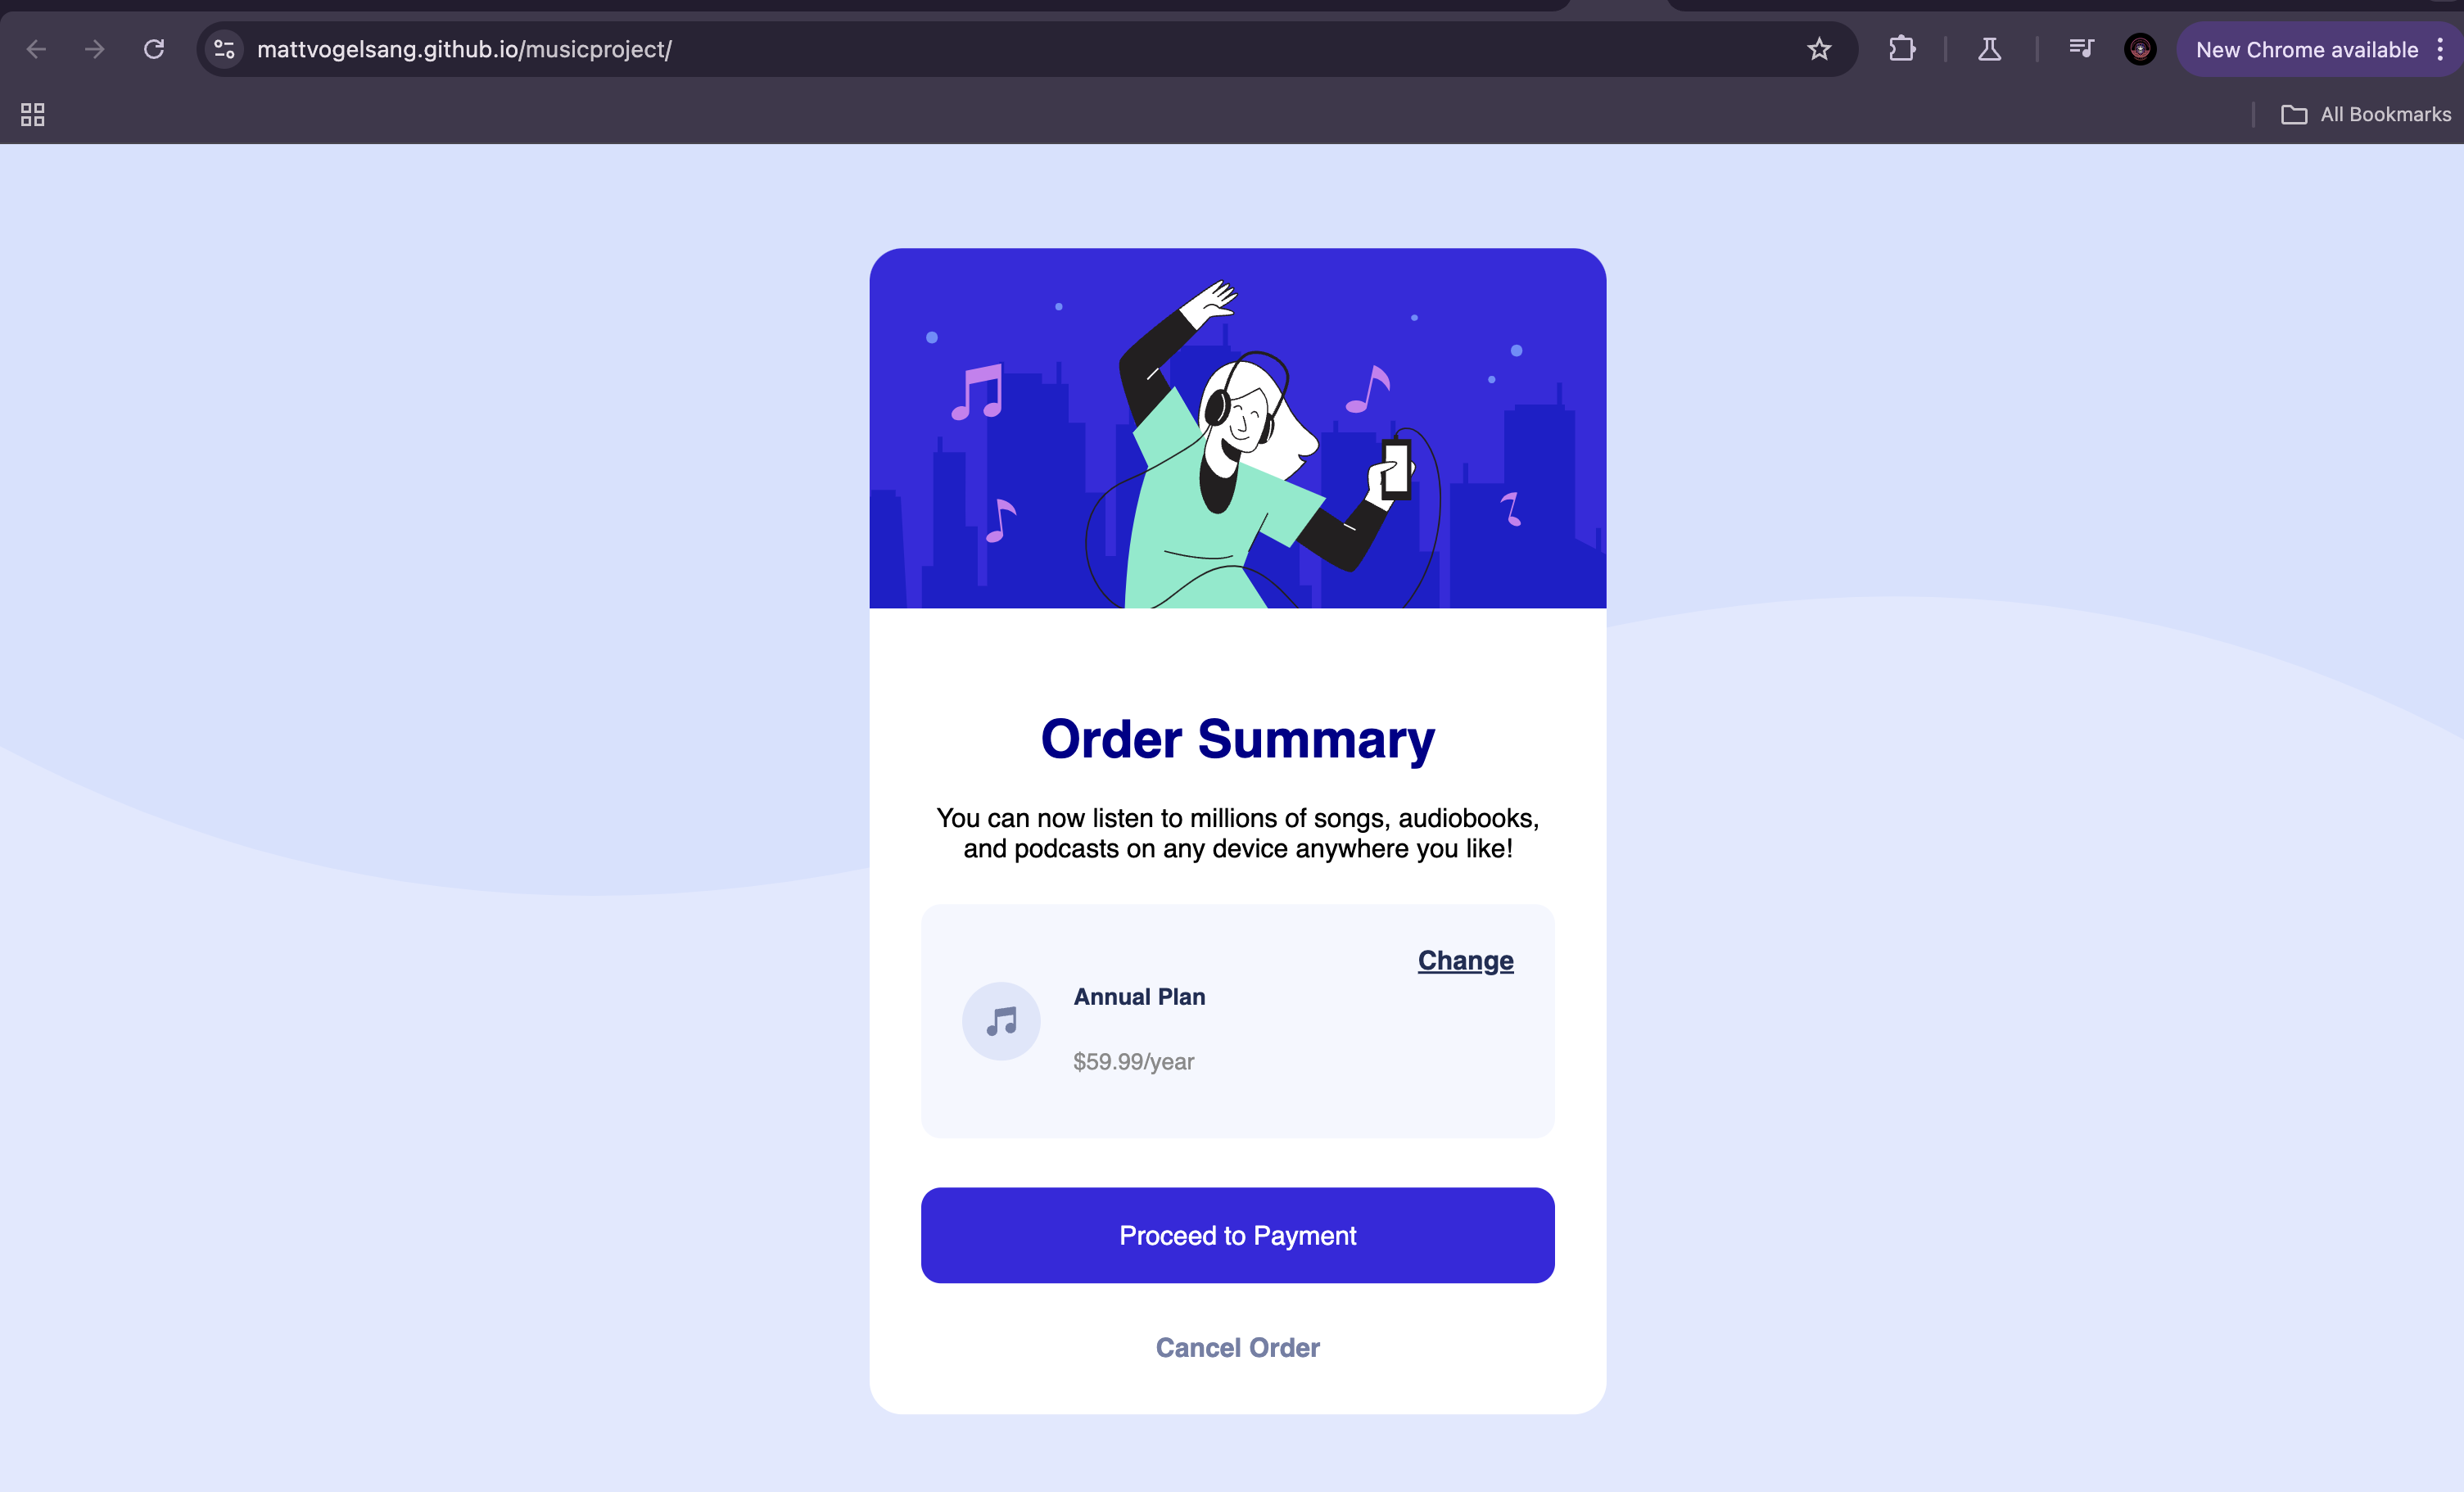 mattvogelsang.github.io/musicproject/
New Chrome available
All Bookmarks
Order Summary
You can now listen to millions of songs, audiobooks,
and podcasts on any device anywhere you like!
Change
Annual Plan
$59.99/year
Proceed to Payment
Cancel Order